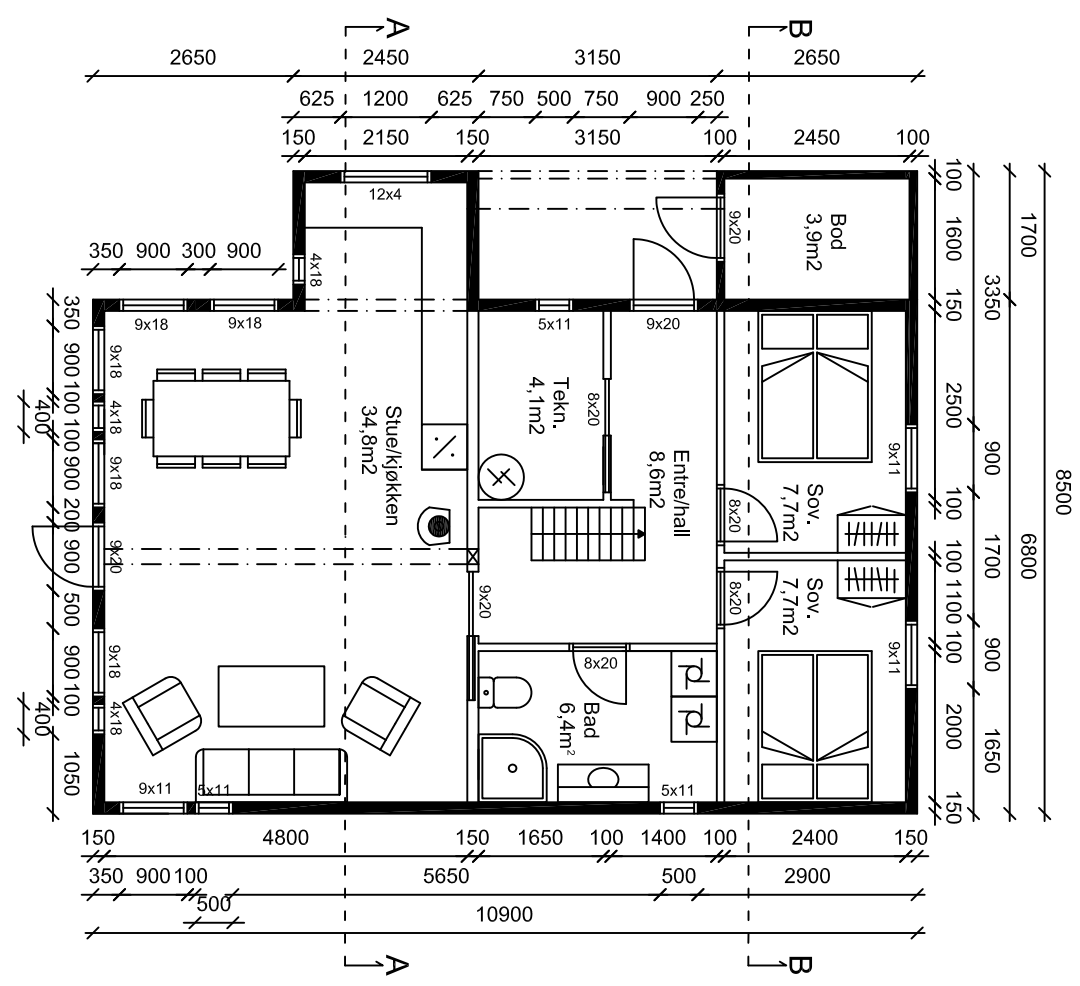 A
B
2650 2450 3150 2650
625 1200 625 750 500 750 900 250
150 2150 150 3150 100 2450 100
12x4
4x18
9x20
Bod
3,9m2
350 900 300 900
9x18
9x18
5x11
9x20
350
900
100
400
100
900
200
900
500
900
100
400
1050
9x18
4x18
9x18
9x20
9x18
4x18
Stue/kjøkken
34,8m2
Tekn.
4,1m2
8x20
Entre/hall
8,6m2
9x11
Sov.
7,7m2
8x20
Sov.
7,7m2
8x20
9x11
9x20
8x20
Bad
6,4m²
9x11
5x11
5x11
100
1600
150
2500
100
100
1100
100
2000
150
3350
900
1700
900
1650
1700
6800
8500
150 4800 150 1650 100 1400 100 2400 150
350 900 100 5650 500 2900
500
10900
A
B